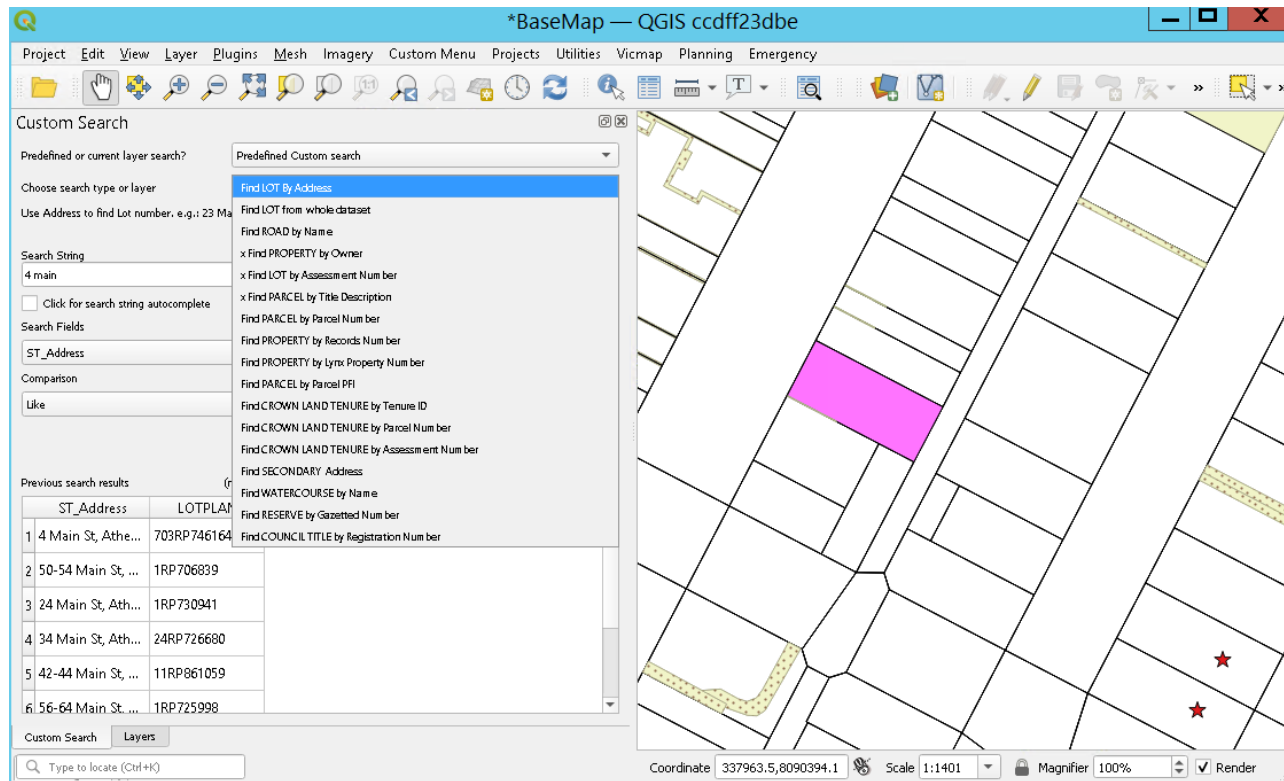 *BaseMap — QGIS ccdff23dbe
X
Project Edit View Layer Plugins Mesh Imagery Custom Menu Projects Utilities Vicmap Planning Emergency
1:1
T
»
»
Custom Search
Predefined or current layer search?
Predefined Custom search
Choose search type or layer
Find LOT By Address
Use Address to find Lot number. e.g.: 23 Ma
Find LOT from whole dataset
Find ROAD by Name
x Find PROPERTY by Owner
Search String
4 main
x Find LOT by Assessment Number
Click for search string autocomplete
x Find PARCEL by Title Description
Find PARCEL by Parcel Number
Search Fields
Find PROPERTY by Records Number
ST_Address
Find PROPERTY by Lynx Property Number
Comparison
Find PARCEL by Parcel PFI
Like
Find CROWN LAND TENURE by Tenure ID
Find CROWN LAND TENURE by Parcel Number
Find CROWN LAND TENURE by Assessment Number
Find SECONDARY Address
Previous search results
Find WATERCOURSE by Name
Find RESERVE by Gazetted Number
Find COUNCIL TITLE by Registration Number
ST_Address LOTPLAN
1 4 Main St, Athe... 703RP746164
2 50-54 Main St, ... 1RP706839
3 24 Main St, Ath... 1RP730941
4 34 Main St, Ath... 24RP726680
5 42-44 Main St, ... 11RP861059
6 56-64 Main St, ... 1RP725998
Custom Search Layers
Type to locate (Ctrl+K)
Coordinate 337963.5,8090394.1 Scale 1:1401 Magnifier 100% Render